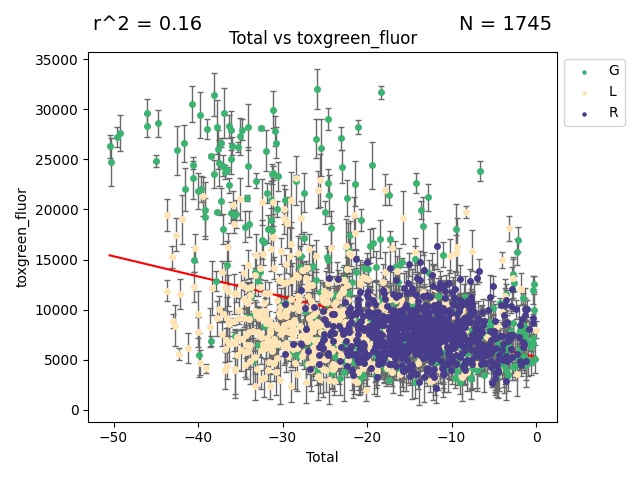 r^2 = 0.16 N = 1745
Total vs toxgreen_fluor
35000
30000
25000
20000
15000
10000
5000
0
toxgreen_fluor
−50 −40 −30 −20 −10 0
Total
G
L
R